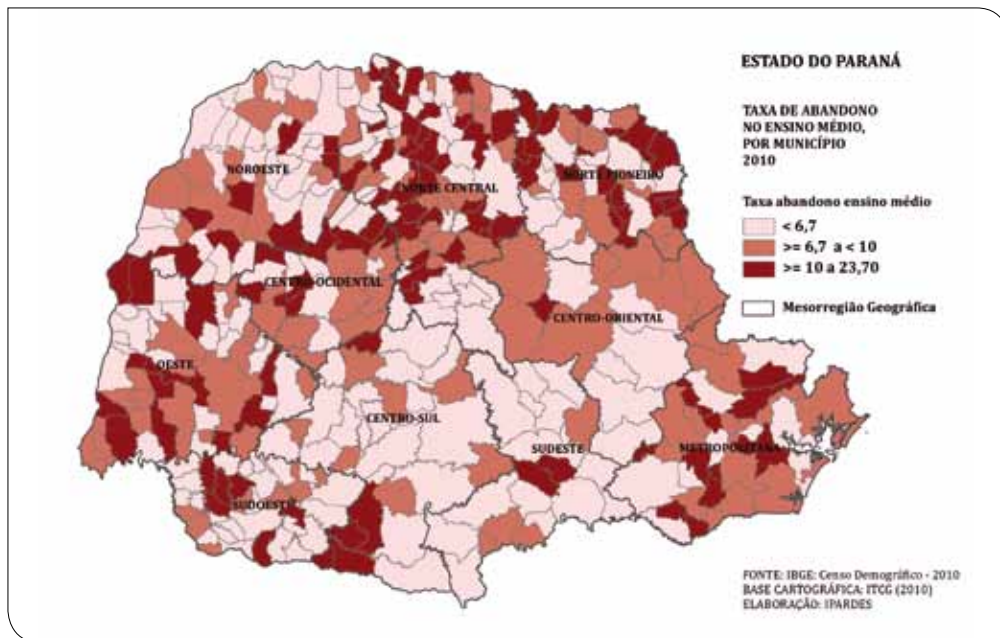 ESTADO DO PARANÁ
TAXA DE ABANDONO
NO ENSINO MÉDIO,
POR MUNICÍPIO
2010
Taxa abandono ensino médio
< 6,7
>= 6,7 a < 10
>= 10 a 23,70
Mesorregião Geográfica
NOROESTE
NORTE CENTRAL
NORTE PIONEIRO
CENTRO-OCIDENTAL
CENTRO-ORIENTAL
OESTE
CENTRO-SUL
SUDESTE
METROPOLITANA
SUDOESTE
FONTE: IBGE: Censo Demográfico - 2010
BASE CARTOGRÁFICA: ITCG (2010)
ELABORAÇÃO: IPARDES